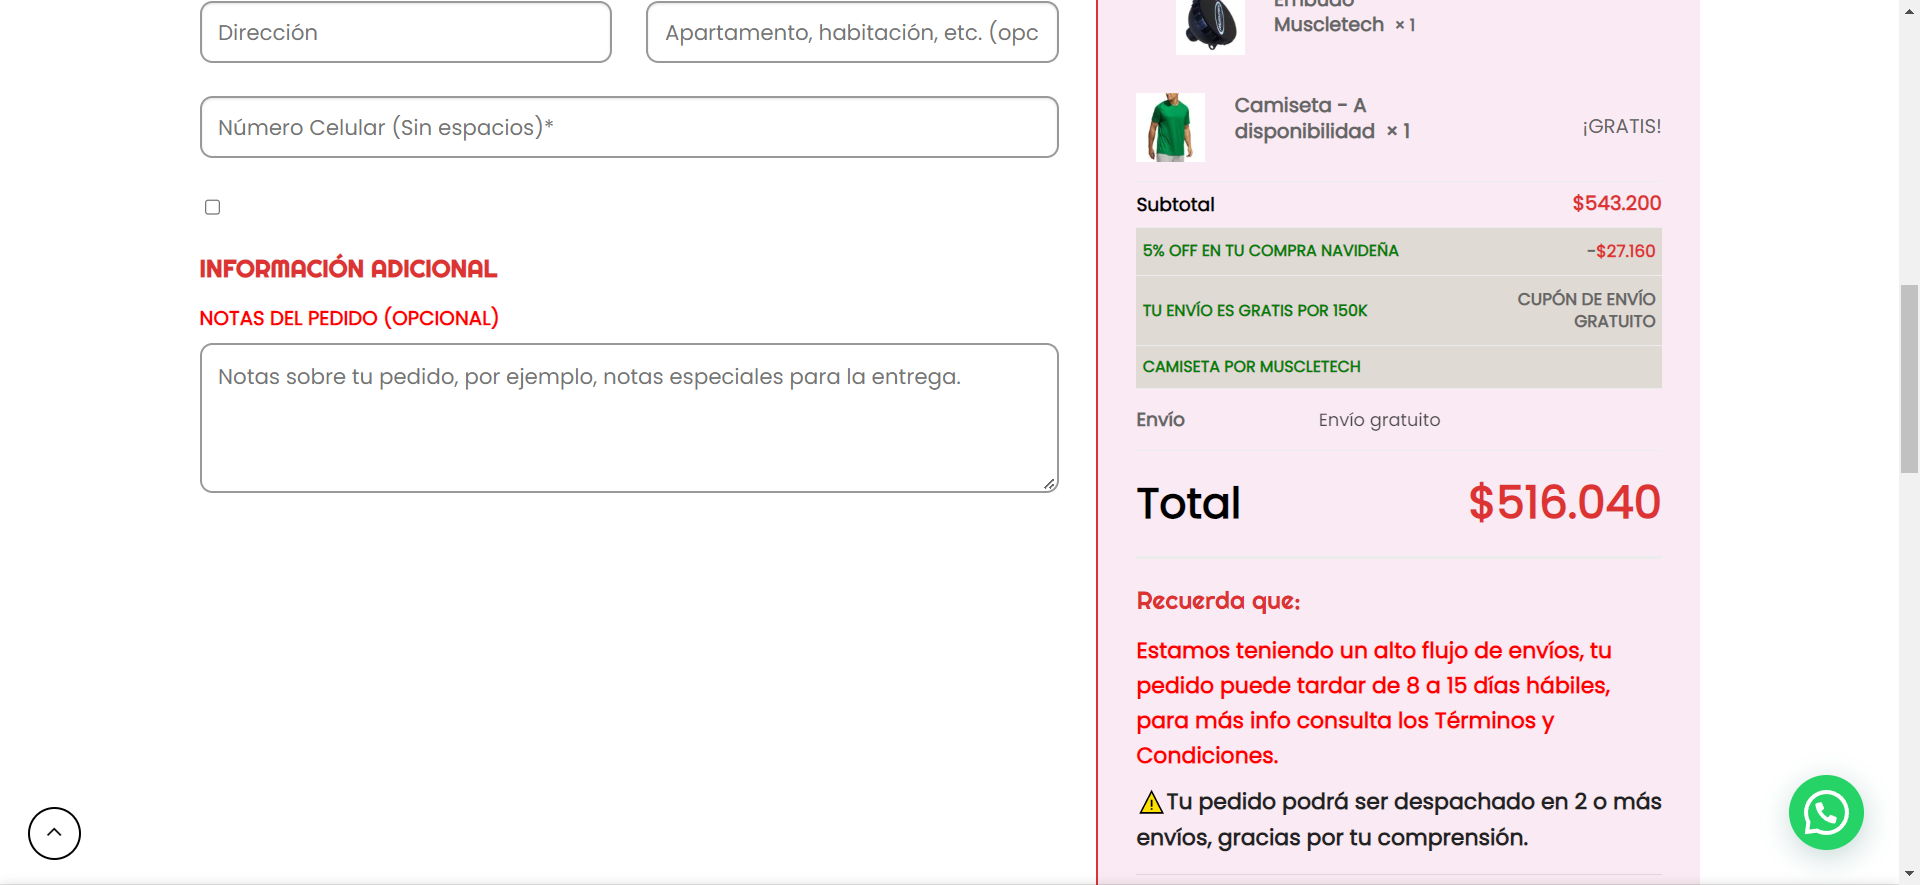 Dirección
Apartamento, habitación, etc. (opc
Número Celular (Sin espacios)*
INFORMACIÓN ADICIONAL
NOTAS DEL PEDIDO (OPCIONAL)
Notas sobre tu pedido, por ejemplo, notas especiales para la entrega.
Embudo
Muscletech × 1
Camiseta - A
disponibilidad × 1
¡GRATIS!
Subtotal $543.200
5% OFF EN TU COMPRA NAVIDEÑA -$27.160
TU ENVÍO ES GRATIS POR 150K
CUPÓN DE ENVÍO
GRATUITO
CAMISETA POR MUSCLETECH
Envío Envío gratuito
Total $516.040
Recuerda que:
Estamos teniendo un alto flujo de envíos, tu
pedido puede tardar de 8 a 15 días hábiles,
para más info consulta los Términos y
Condiciones.
⚠️Tu pedido podrá ser despachado en 2 o más
envíos, gracias por tu comprensión.